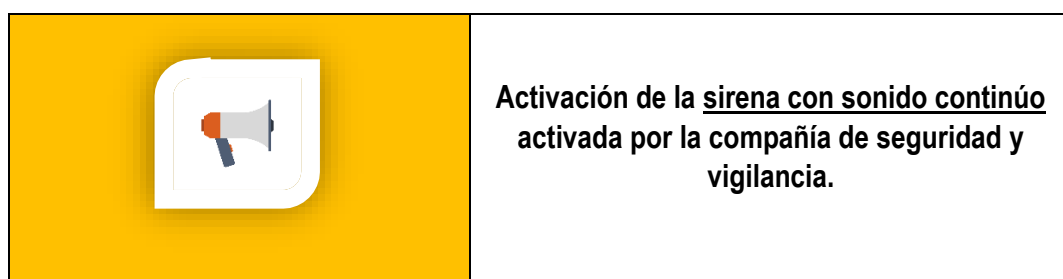 Activación de la sirena con sonido continúo
activada por la compañía de seguridad y
vigilancia.